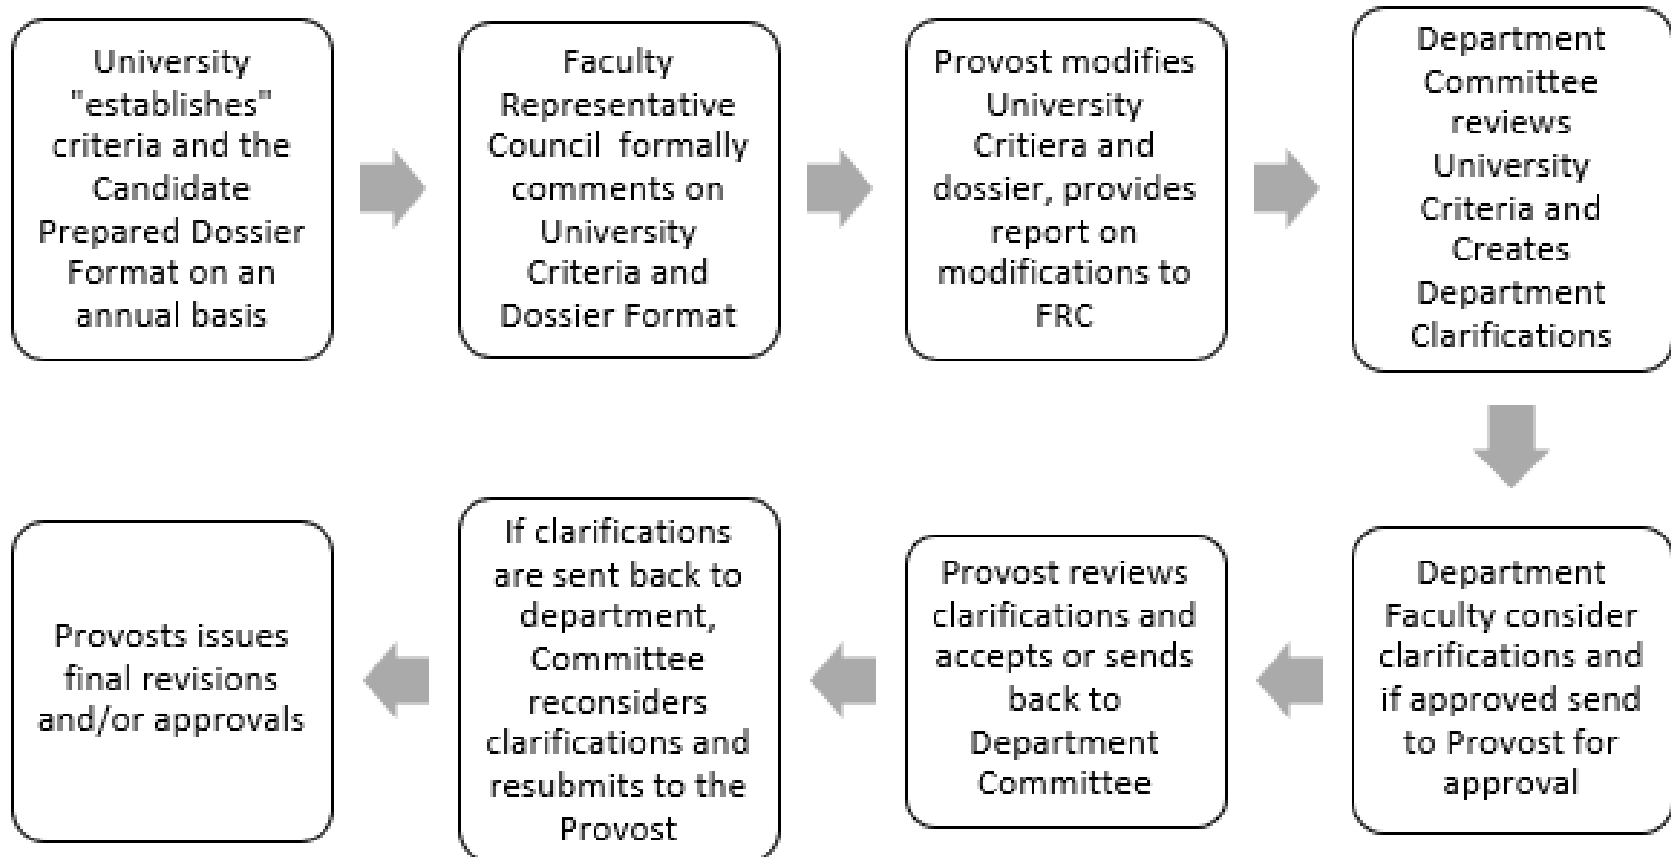 University
"establishes"
criteria and the
Candidate
Prepared Dossier
Format on an
annual basis
Faculty
Representative
Council formally
comments on
University
Criteria and
Dossier Format
Provost modifies
University
Critiera and
dossier, provides
report on
modifications to
FRC
Department
Committee
reviews
University
Criteria and
Creates
Department
Clarifications
Department
Faculty consider
clarifications and
if approved send
to Provost for
approval
Provost reviews
clarifications and
accepts or sends
back to
Department
Committee
If clarifications
are sent back to
department,
Committee
reconsiders
clarifications and
resubmits to the
Provost
Provosts issues
final revisions
and/or approvals